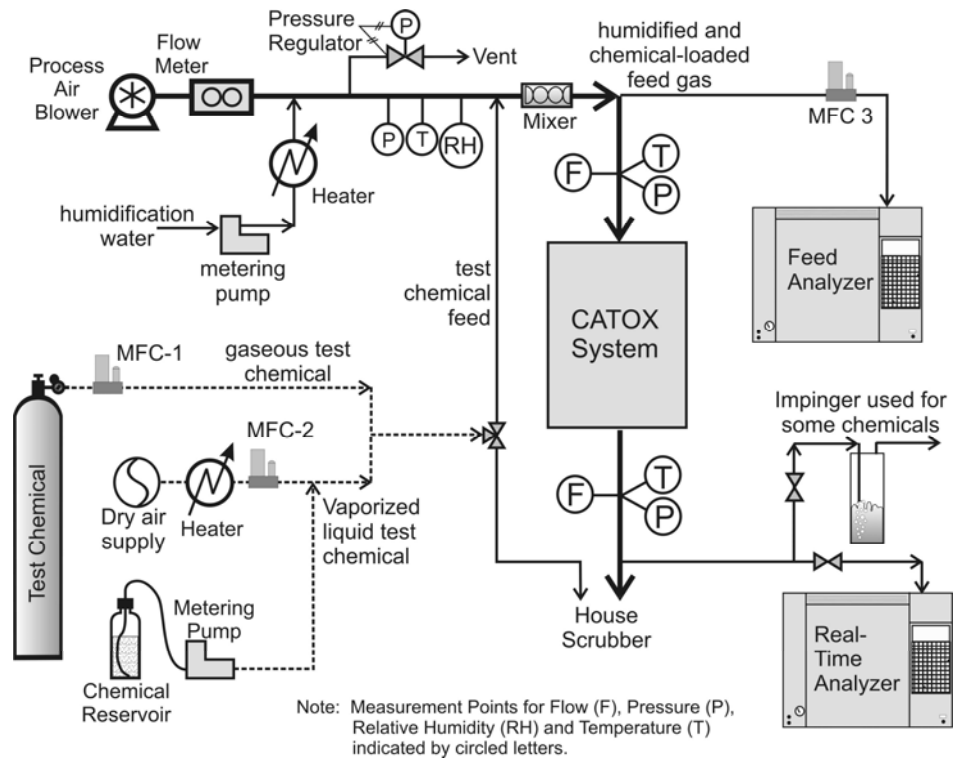 Process
Air
Blower
Flow
Meter
Pressure
Regulator
P
Vent
P
T
RH
Mixer
humidified and
chemical-loaded
feed gas
MFC 3
Heater
humidification
water
metering
pump
F
T
P
Feed
Analyzer
test
chemical
feed
CATOX
System
MFC-1
gaseous test
chemical
MFC-2
Dry air
supply
Heater
Vaporized
liquid test
chemical
Test Chemical
Metering
Pump
Chemical
Reservoir
F
T
P
Impinger used for
some chemicals
House
Scrubber
Real-
Time
Analyzer
Note: Measurement Points for Flow (F), Pressure (P),
Relative Humidity (RH) and Temperature (T)
indicated by circled letters.